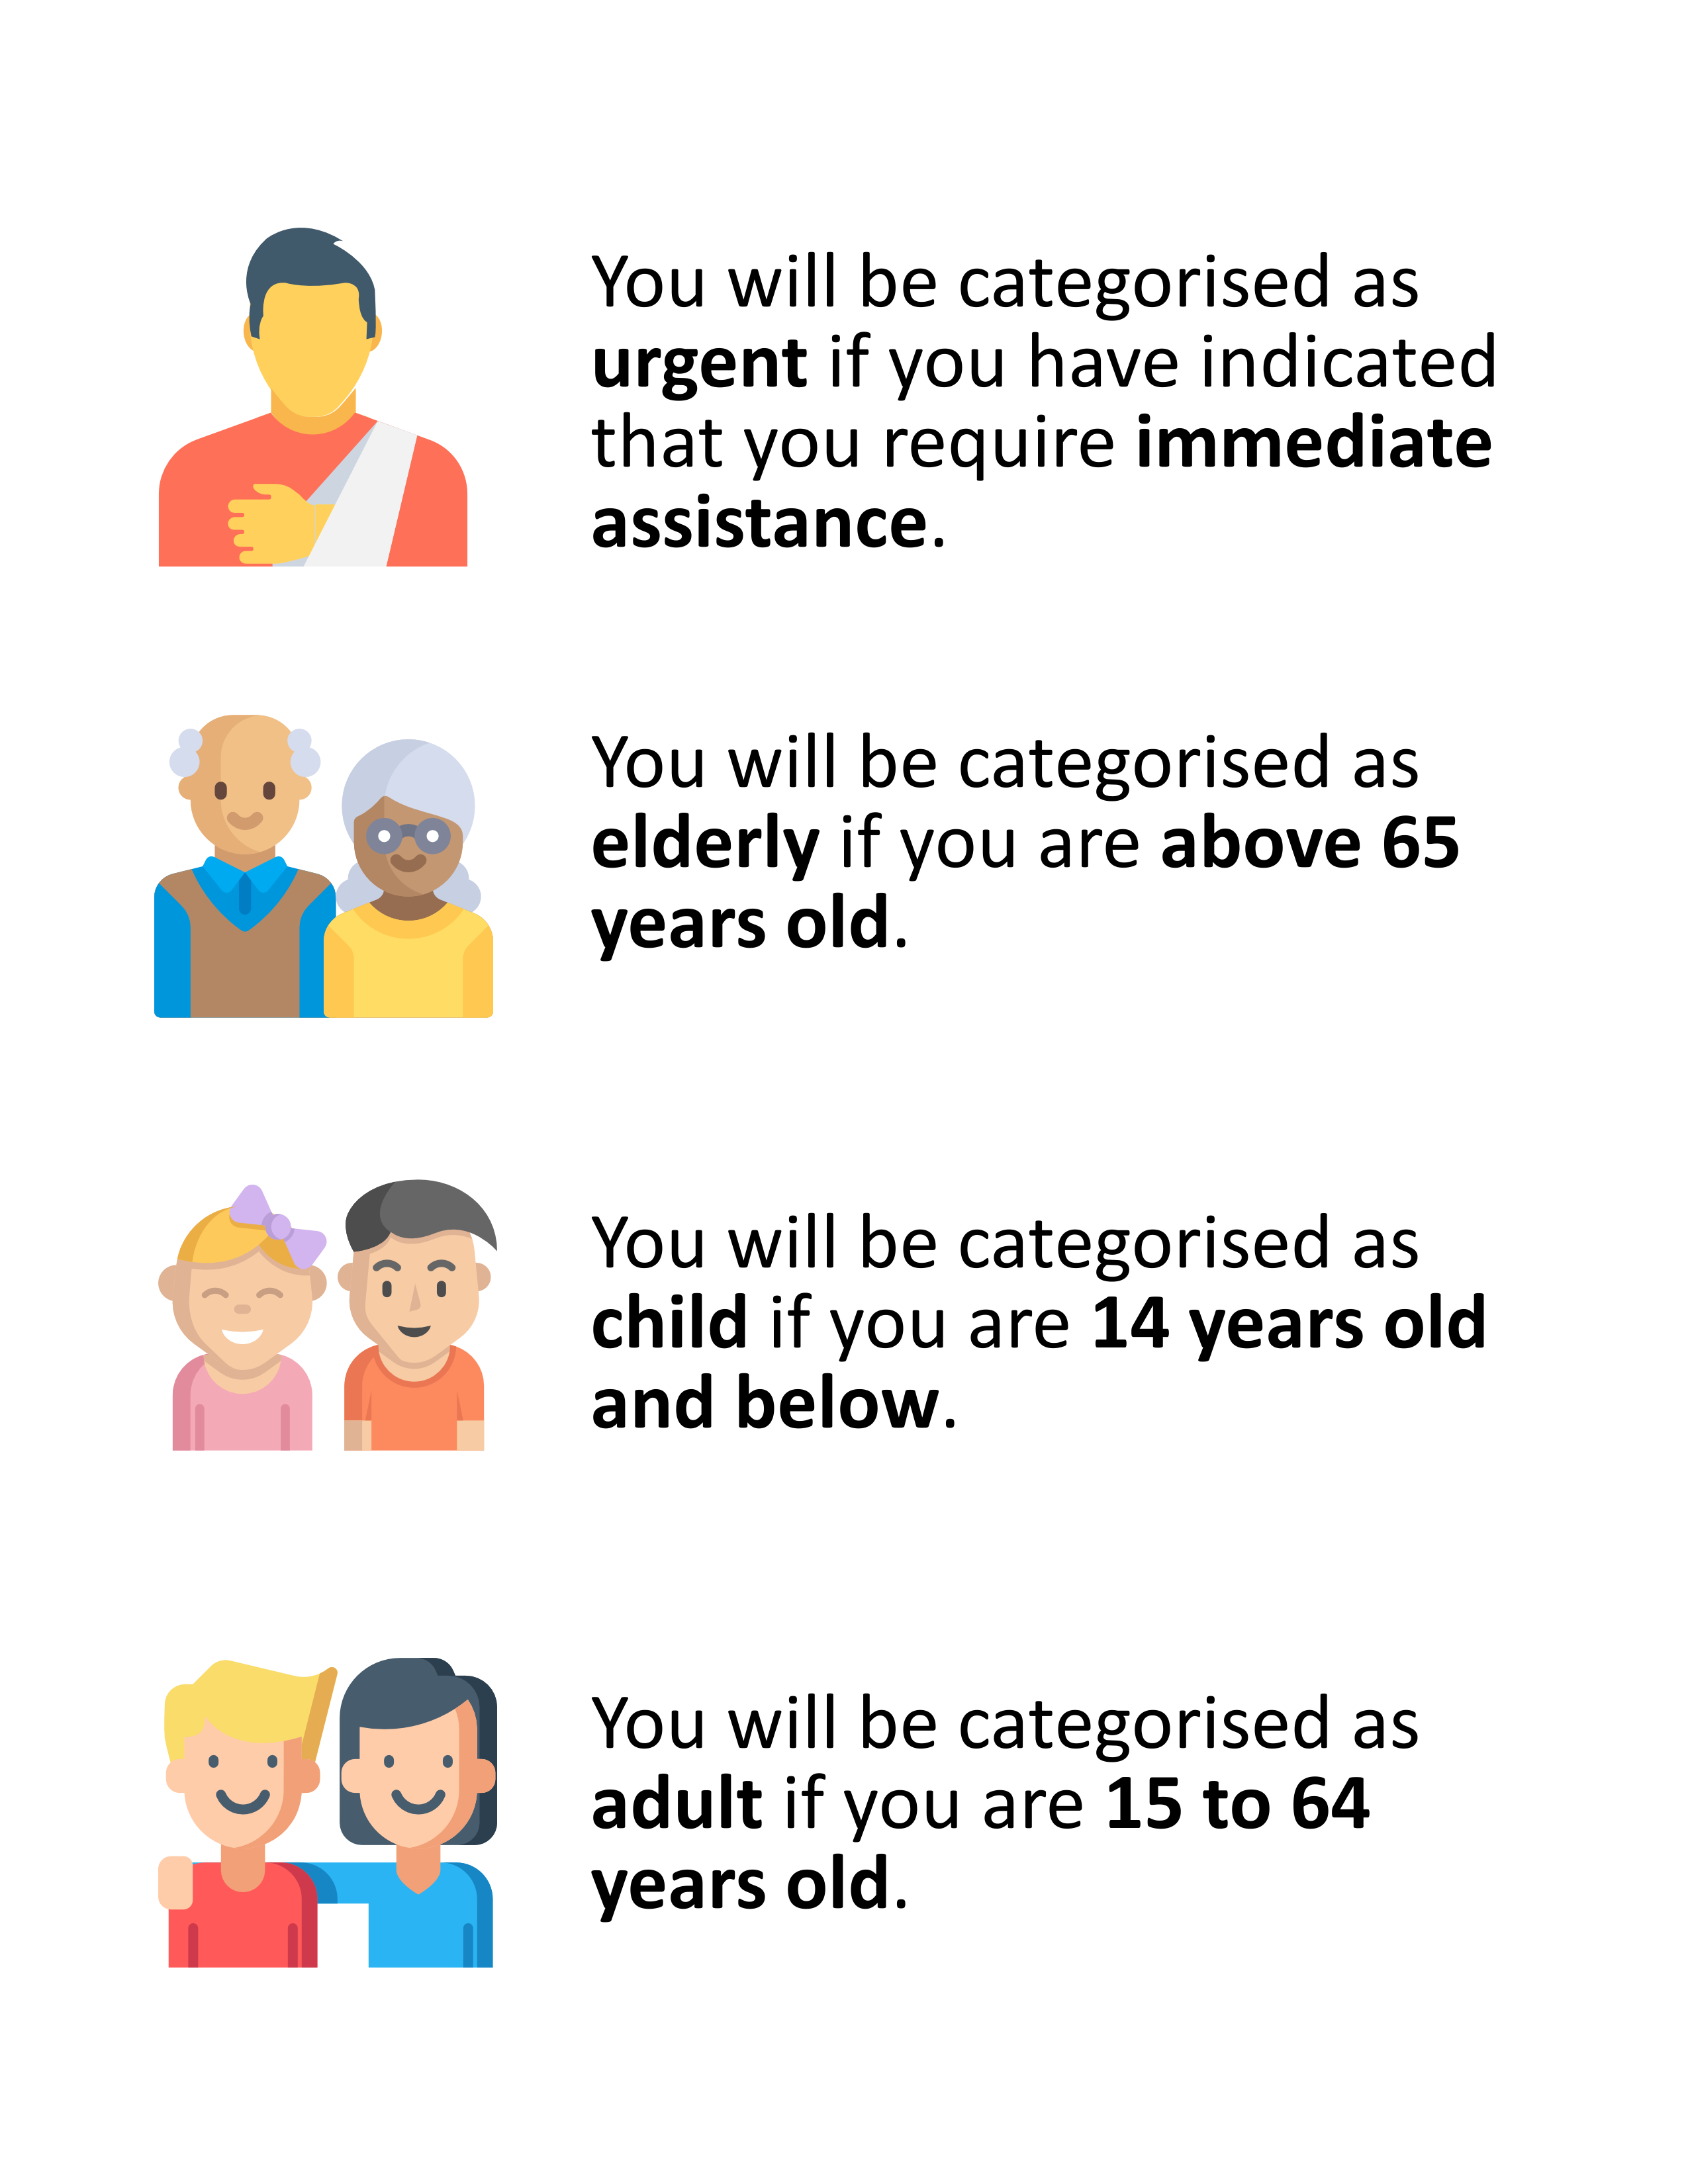 You will be categorised as
urgent if you have indicated
that you require immediate
assistance.
You will be categorised as
elderly if you are above 65
years old.
You will be categorised as
child if you are 14 years old
and below.
You will be categorised as
adult if you are 15 to 64
years old.